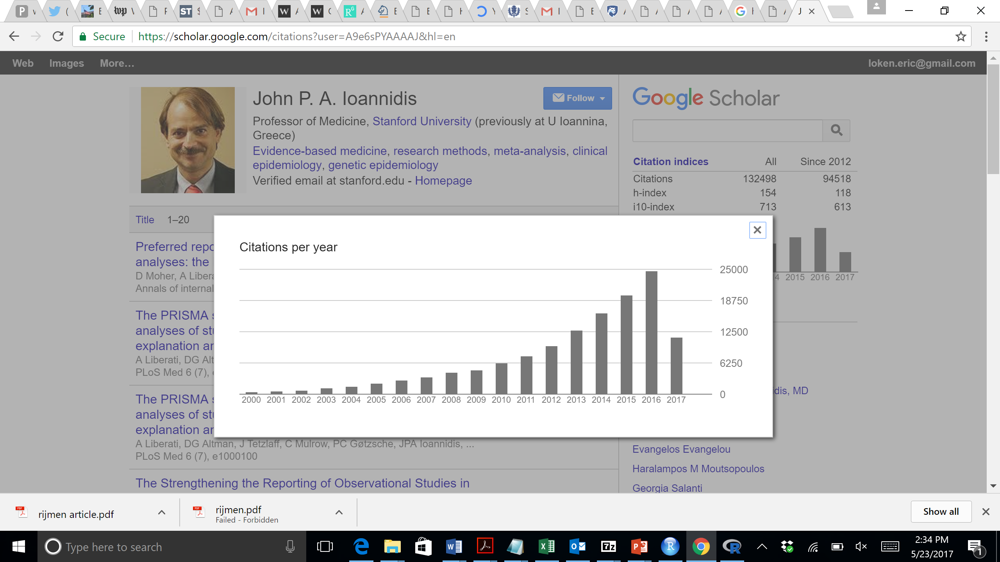 Secure
https://scholar.google.com/citations?user=A9e6sPYAAAAJ&hl=en
Web Images More… loken.eric@gmail.com
John P. A. Ioannidis
Follow
Professor of Medicine, Stanford University (previously at U Ioannina,
Greece)
Evidence-based medicine, research methods, meta-analysis, clinical
epidemiology, genetic epidemiology
Verified email at stanford.edu - Homepage
Google Scholar
Citation indices All Since 2012
Citations 132498 94518
h-index 154 118
i10-index 713 613
2015 2016 2017
Title 1–20
Preferred
analyses: the
D Moher, A
Annals of internal
The PRISMA
analyses of
explanation
A Liberati, DG
PLoS Med 6 (7),
The PRISMA
analyses of
explanation
A Liberati, DG Altman, J Tetzlaff, C Mulrow, PC Gøtzsche, JPA Ioannidis, ...
PLoS Med 6 (7), e1000100
The Strengthening the Reporting of Observational Studies in
Citations per year
25000
18750
12500
6250
0
2000 2001 2002 2003 2004 2005 2006 2007 2008 2009 2010 2011 2012 2013 2014 2015 2016 2017
MD
Evangelos Evangelou
Haralampos M Moutsopoulos
Georgia Salanti
rijmen article.pdf
rijmen.pdf
Failed - Forbidden
Show all
Type here to search
2:34 PM
5/23/2017
1